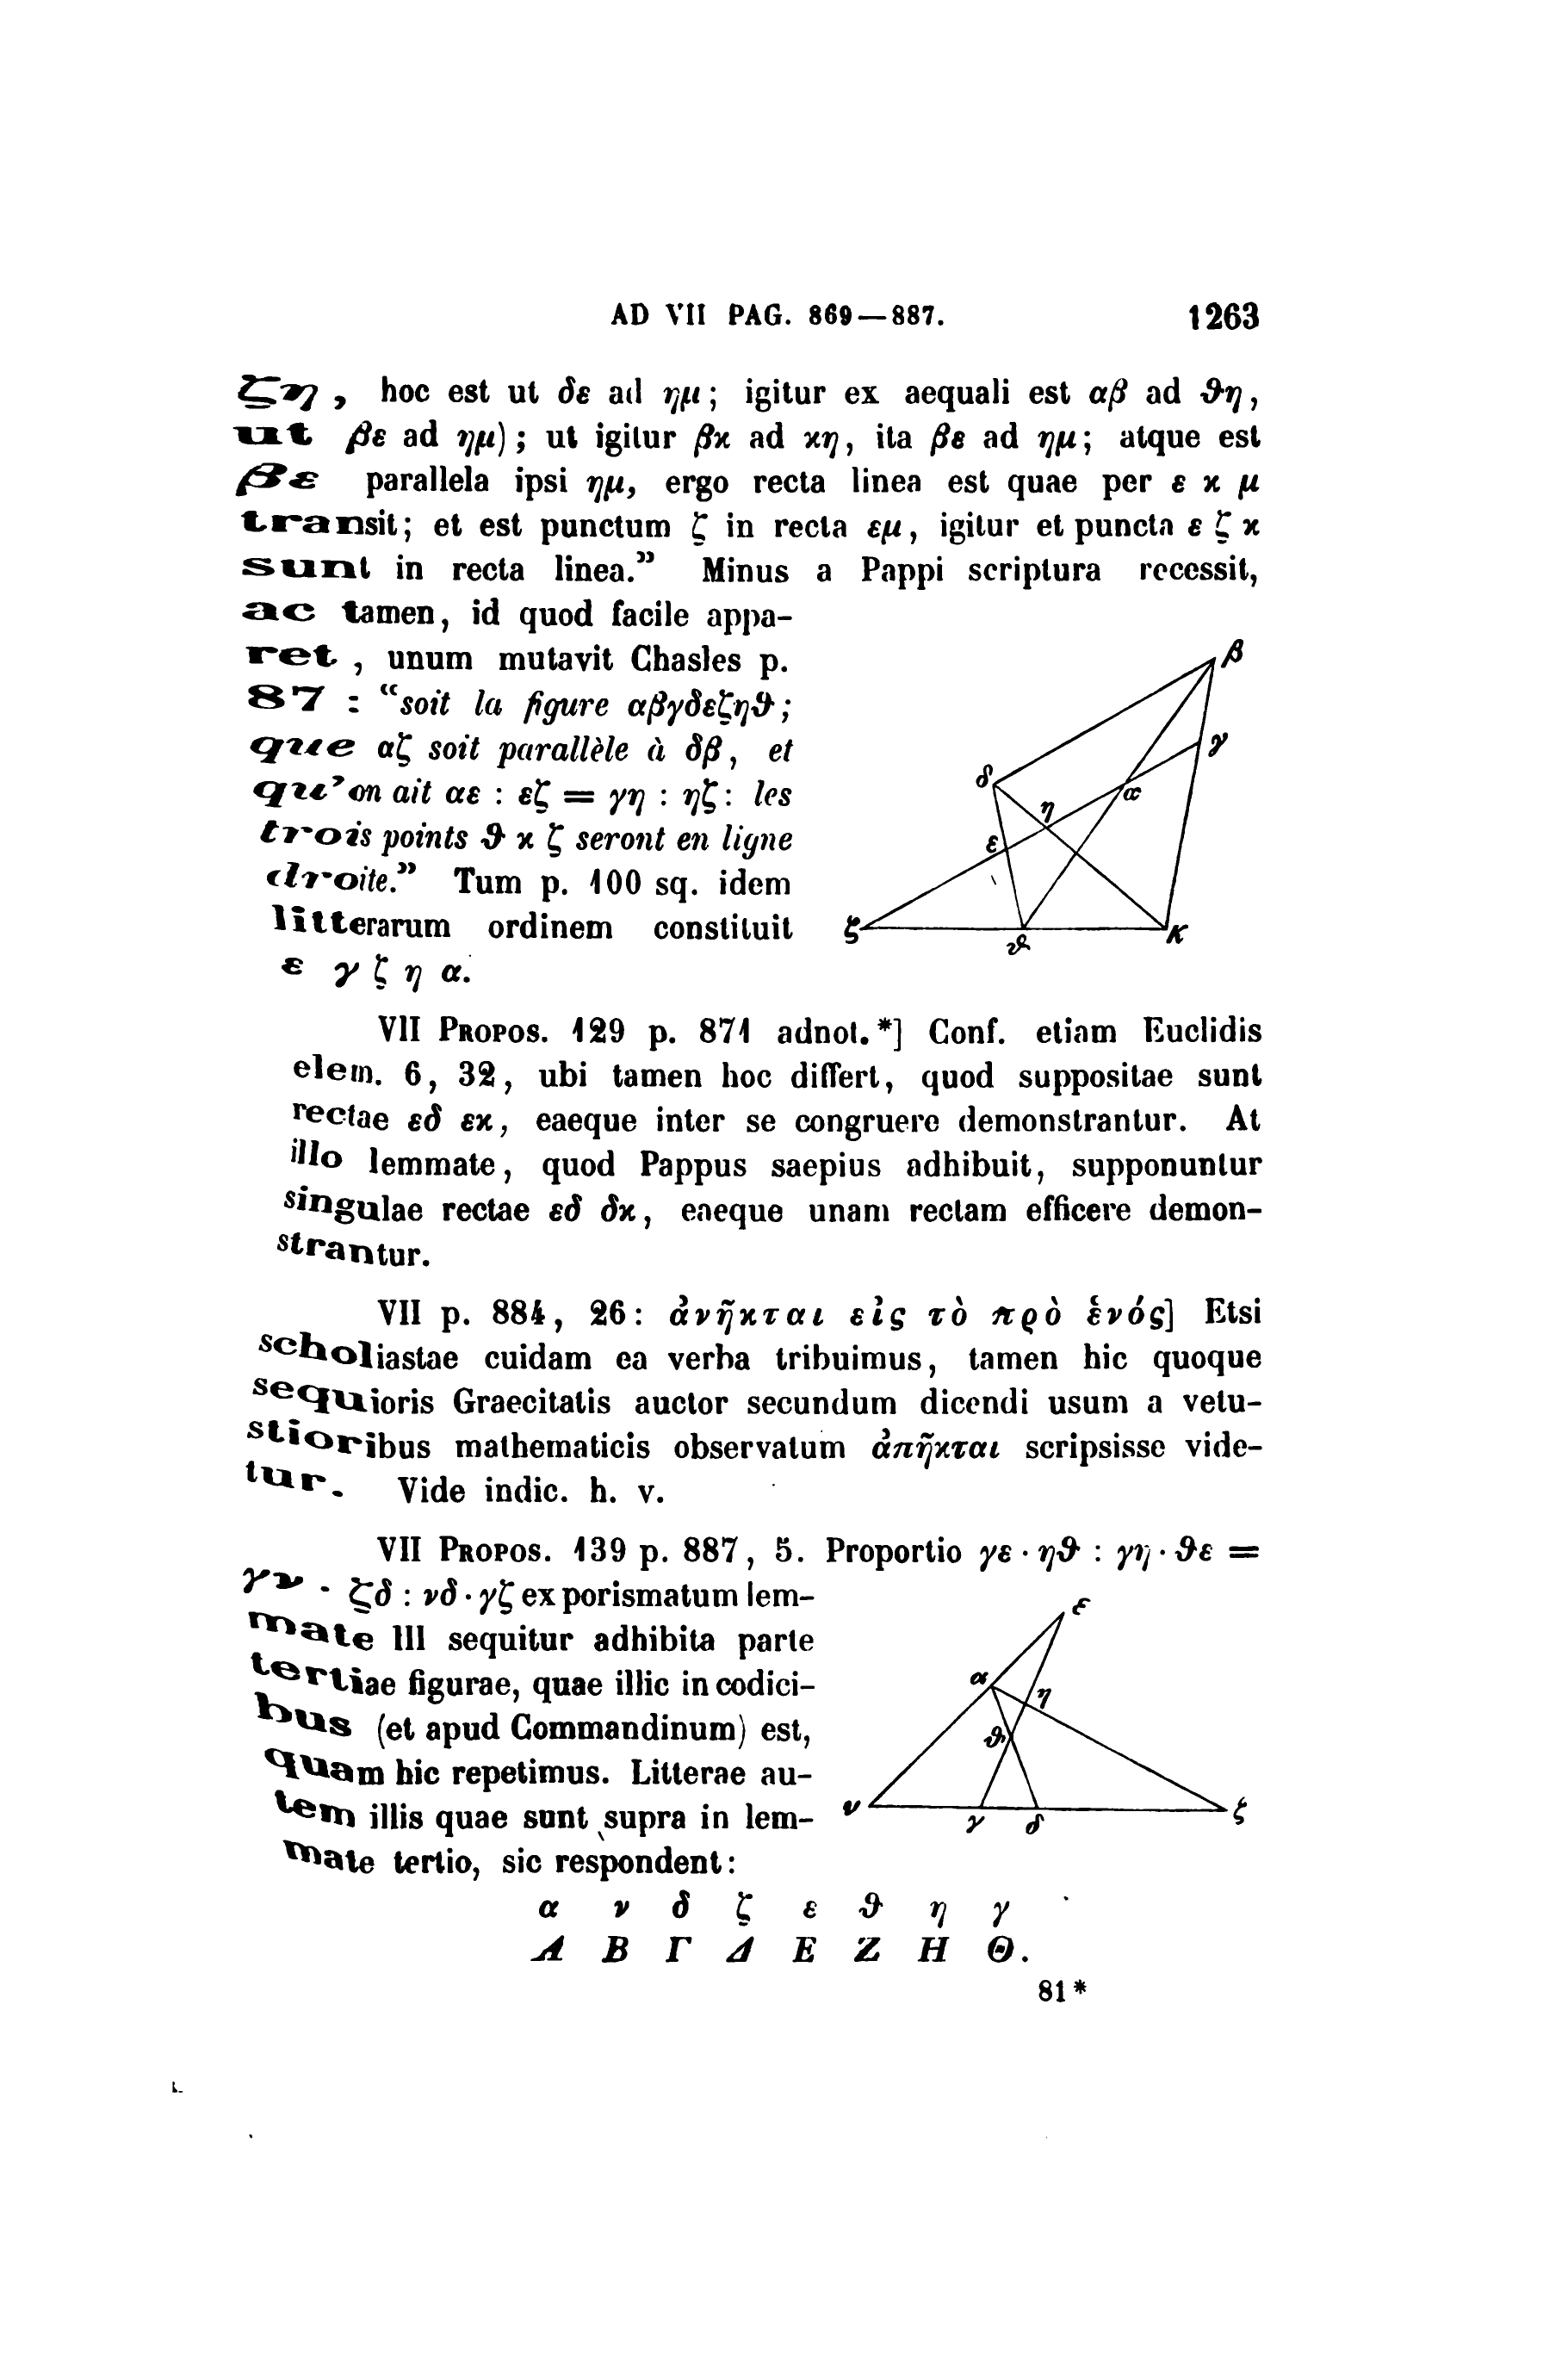 AD VII PAG. 869—887. 1263
ζη, hoc est ut δε ad ημ; igitur ex aequali est αβ ad ϑη,
ut βε ad ημ); ut igitur βκ ad κη, ita βε ad ημ; atque est
βε parallela ipsi ημ, ergo recta linea est quae per ε κ μ
transit; et est punctum ζ in recta εμ, igitur et puncta ε ζ κ
sunt in recta linea.” Minus a Pappi scriptura recessit,
ac tamen, id quod facile appa-
ret, unum mutavit Chasles p.
87: “soit la figure αβγδεζηϑ;
que αζ soit parallèle à δβ, et
qu’on ait αε : εζ = γη : ηζ: les
trois points ϑ κ ζ seront en ligne
droite.” Tum p. 100 sq. idem
litterarum ordinem constituit
ε γ ζ η α.
β
γ
δ
α
η
ε
ζ
ϑ
κ
VII PROPOS. 129 p. 871 adnot.*] Conf. etiam Euclidis
elem. 6, 32, ubi tamen hoc differt, quod suppositae sunt
rectae εδ εκ, eaeque inter se congruere demonstrantur. At
illo lemmate, quod Pappus saepius adhibuit, supponuntur
singulae rectae εδ δκ, eaeque unam rectam efficere demon-
strantur.
VII p. 884, 26: ἀνῆκται εἰς τὸ πρὸ ἑνός] Etsi
scholiastae cuidam ea verba tribuimus, tamen hic quoque
sequioris Graecitatis auctor secundum dicendi usum a vetu-
stioribus mathematicis observatum ἀπῆκται scripsisse vide-
tur. Vide indic. h. v.
VII PROPOS. 139 p. 887, 5. Proportio γε · ηϑ : γη · ϑε =
γν · ζδ : νδ · γζ ex porismatum lem-
mate III sequitur adhibita parte
tertiae figurae, quae illic in codici-
bus (et apud Commandinum) est,
quam hic repetimus. Litterae au-
tem illis quae sunt supra in lem-
mate tertio, sic respondent:
ε
α
η
ϑ
ν
γ
δ
ζ
α ν δ ζ ε ϑ η γ
Α Β Γ Δ Ε Ζ Η Θ.
81*